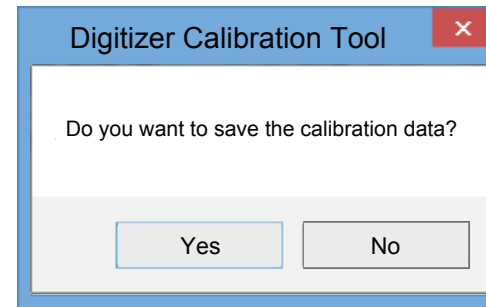 Digitizer Calibration Tool
Do you want to save the calibration data?
Yes
No